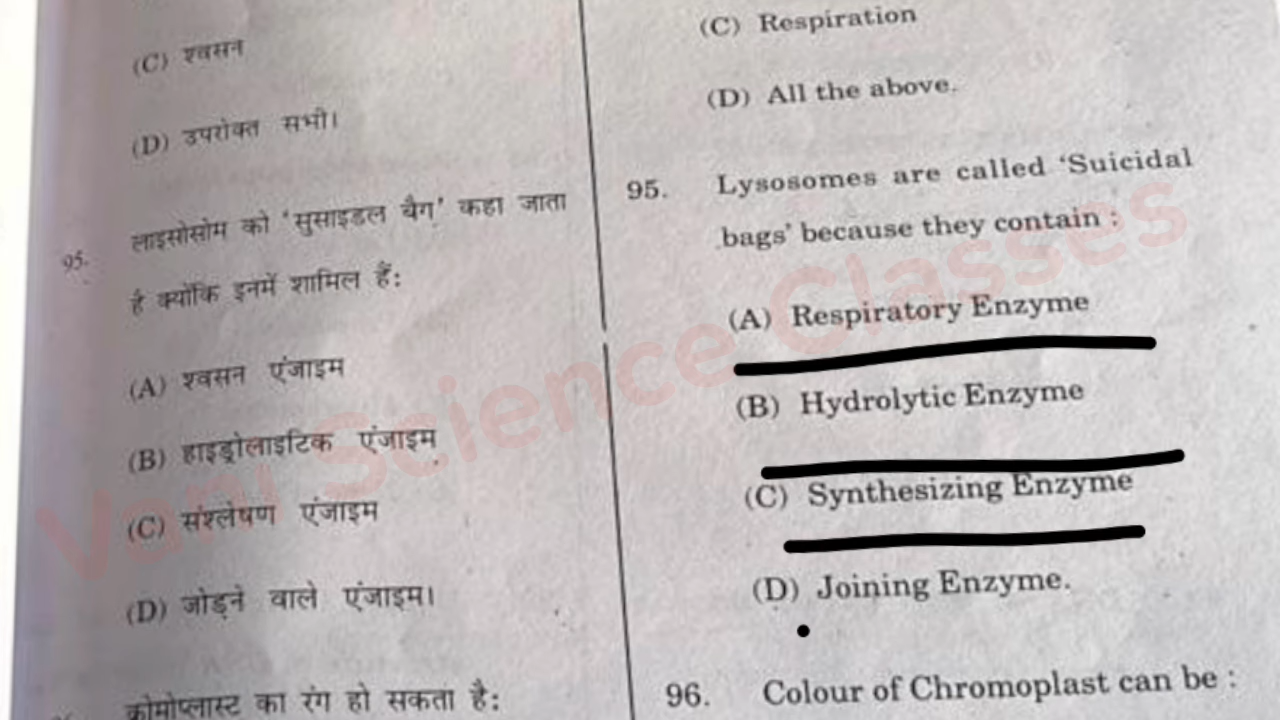 (C) श्वसन
(D) उपरोक्त सभी।
95. लाइसोसोम को 'सुसाइडल बैग' कहा जाता
है क्योंकि इनमें शामिल हैं:
(A) श्वसन एंजाइम
(B) हाइड्रोलाइटिक एंजाइम
(C) संश्लेषण एंजाइम
(D) जोड़ने वाले एंजाइम।
क्रोमोप्लास्ट का रंग हो सकता है:
(C) Respiration
(D) All the above.
95. Lysosomes are called 'Suicidal
bags' because they contain :
(A) Respiratory Enzyme
(B) Hydrolytic Enzyme
(C) Synthesizing Enzyme
(D) Joining Enzyme.
96. Colour of Chromoplast can be :
Science Classes